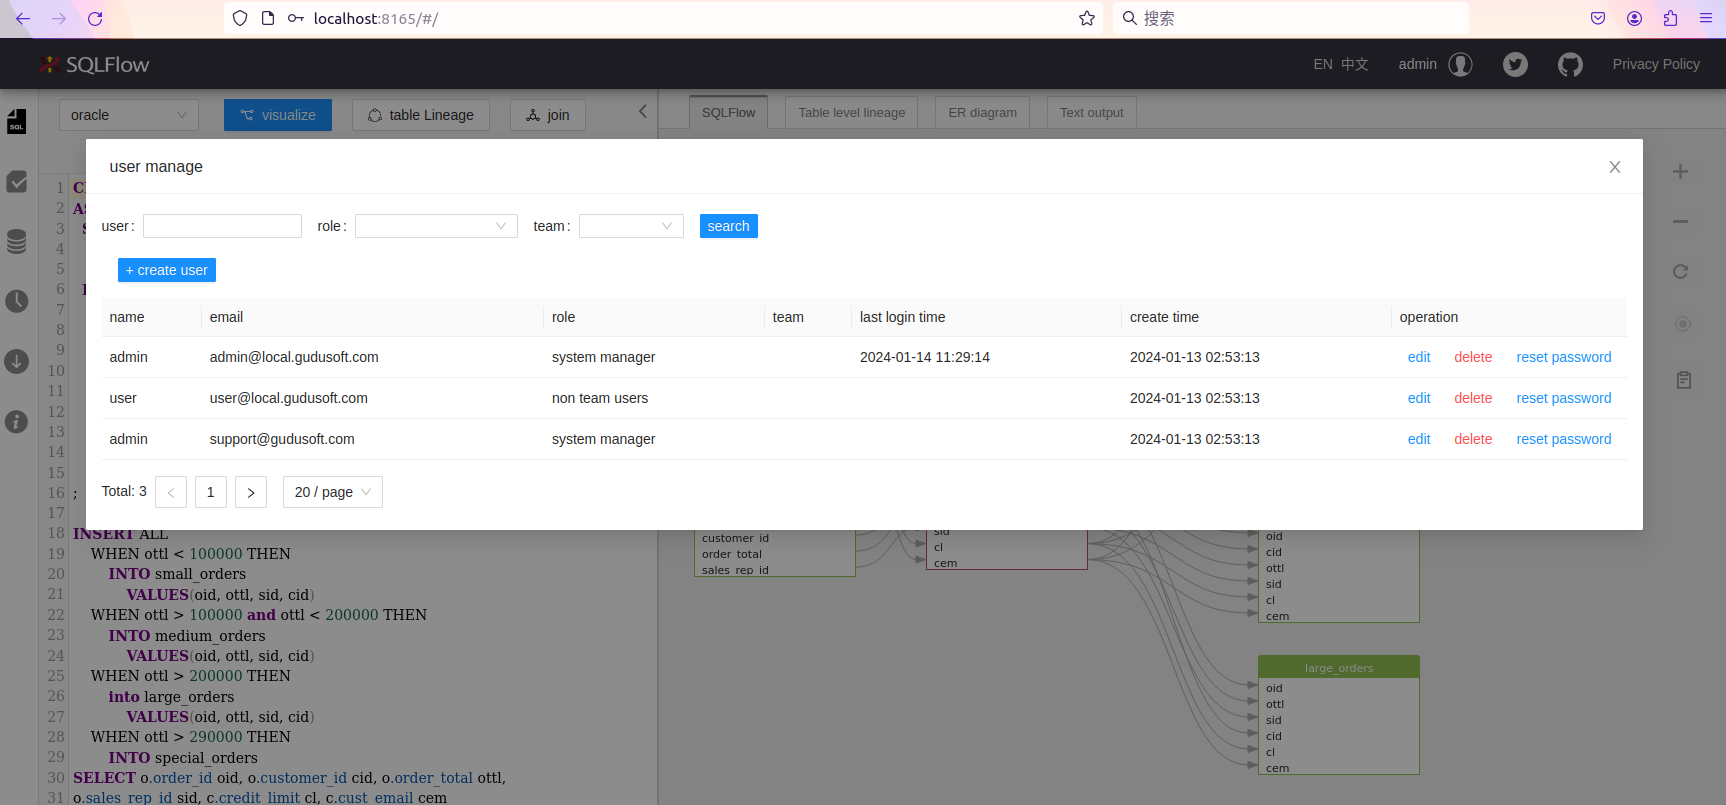 localhost:8165/#/
搜索
SQLFlow
EN 中文 admin Privacy Policy
SQL
oracle visualize table Lineage join
SQLFlow Table level lineage ER diagram Text output
user manage
user: role: team: search
+ create user
name email role team last login time create time operation
admin admin@local.gudusoft.com system manager 2024-01-14 11:29:14 2024-01-13 02:53:13 edit delete reset password
user user@local.gudusoft.com non team users 2024-01-13 02:53:13 edit delete reset password
admin support@gudusoft.com system manager 2024-01-13 02:53:13 edit delete reset password
Total: 3 1 20 / page
1
2
3
4
5
6
7
8
9
10
11
12
13
14
15
16 ;
17
18 INSERT ALL
19 WHEN ottl < 100000 THEN
20 INTO small_orders
21 VALUES(oid, ottl, sid, cid)
22 WHEN ottl > 100000 and ottl < 200000 THEN
23 INTO medium_orders
24 VALUES(oid, ottl, sid, cid)
25 WHEN ottl > 200000 THEN
26 into large_orders
27 VALUES(oid, ottl, sid, cid)
28 WHEN ottl > 290000 THEN
29 INTO special_orders
30 SELECT o.order_id oid, o.customer_id cid, o.order_total ottl,
31 o.sales_rep_id sid, c.credit_limit cl, c.cust_email cem
customer_id
order_total
sales_rep_id
sid
cl
cem
oid
cid
ottl
sid
cl
cem
large_orders
oid
ottl
sid
cid
cl
cem